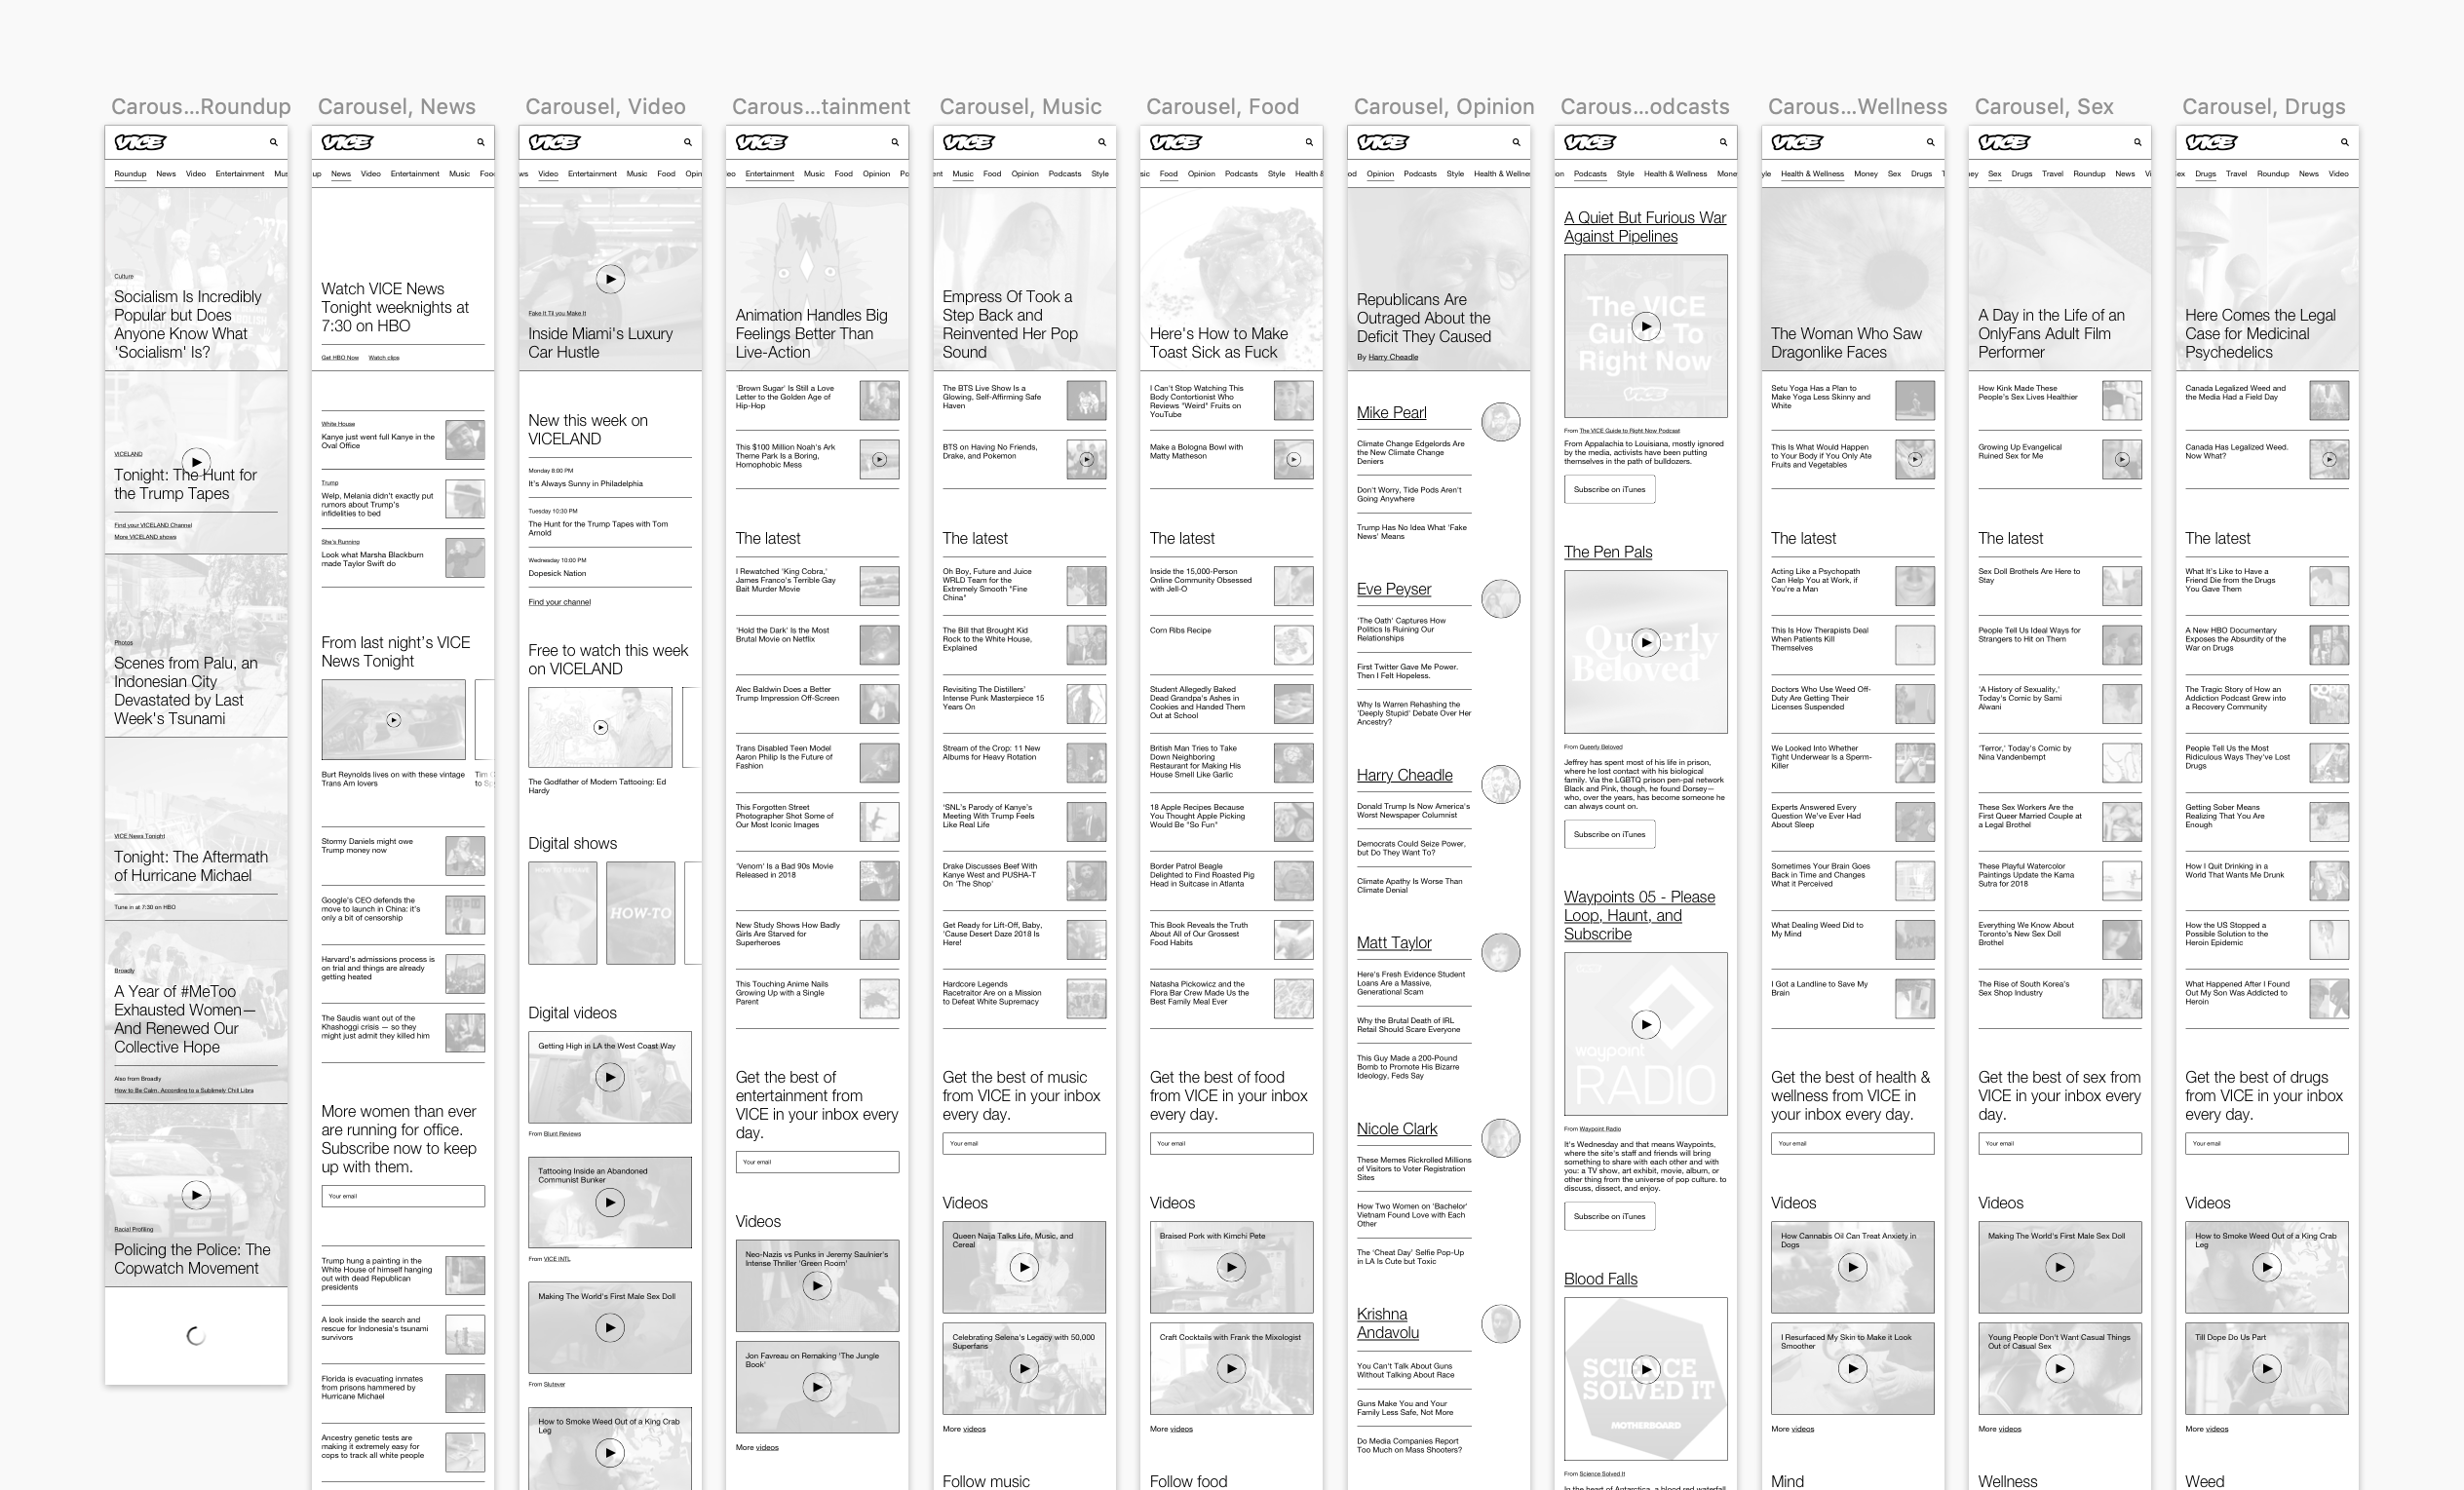 Carous...Roundup
VICE
Roundup News Video Entertainment Mus
Culture
Socialism Is Incredibly
Popular but Does
Anyone Know What
'Socialism' Is?
VICELAND
Tonight: The Hunt for
the Trump Tapes
Find your VICELAND Channel
More VICELAND shows
Photos
Scenes from Palu, an
Indonesian City
Devastated by Last
Week's Tsunami
VICE News Tonight
Tonight: The Aftermath
of Hurricane Michael
Tune in at 7:30 on HBO
Broadly
A Year of #MeToo
Exhausted Women—
And Renewed Our
Collective Hope
Also from Broadly
How to Be Calm, According to a Sublimely Chill Libra
Racial Profiling
Policing the Police: The
Copwatch Movement
Carousel, News
VICE
up News Video Entertainment Music Foo
Watch VICE News
Tonight weeknights at
7:30 on HBO
Get HBO Now Watch clips
White House
Kanye just went full Kanye in the
Oval Office
Trump
Welp, Melania didn't exactly put
rumors about Trump's
infidelities to bed
She's Running
Look what Marsha Blackburn
made Taylor Swift do
From last night's VICE
News Tonight
Burt Reynolds lives on with these vintage
Trans Am lovers
Stormy Daniels might owe
Trump money now
Google's CEO defends the
move to launch in China: it's
only a bit of censorship
Harvard's admissions process is
on trial and things are already
getting heated
The Saudis want out of the
Khashoggi crisis — so they
might just admit they killed him
More women than ever
are running for office.
Subscribe now to keep
up with them.
Your email
Trump hung a painting in the
White House of himself hanging
out with dead Republican
presidents
A look inside the search and
rescue for Indonesia's tsunami
survivors
Florida is evacuating inmates
from prisons hammered by
Hurricane Michael
Ancestry genetic tests are
making it extremely easy for
cops to track all white people
Carousel, Video
VICE
ws Video Entertainment Music Food Opin
Fake It Til you Make It
Inside Miami's Luxury
Car Hustle
New this week on
VICELAND
Monday 8:00 PM
It's Always Sunny in Philadelphia
Tuesday 10:30 PM
The Hunt for the Trump Tapes with Tom
Arnold
Wednesday 10:00 PM
Dopesick Nation
Find your channel
Free to watch this week
on VICELAND
The Godfather of Modern Tattooing: Ed
Hardy
Digital shows
HOW-TO
Digital videos
Getting High in LA the West Coast Way
From Blunt Reviews
Tattooing Inside an Abandoned
Communist Bunker
From VICE INTL
Making The World's First Male Sex Doll
From Slutever
How to Smoke Weed Out of a King Crab
Leg
Carous...tainment
VICE
eo Entertainment Music Food Opinion Po
Animation Handles Big
Feelings Better Than
Live-Action
'Brown Sugar' Is Still a Love
Letter to the Golden Age of
Hip-Hop
This $100 Million Noah's Ark
Theme Park Is a Boring,
Homophobic Mess
The latest
I Rewatched 'King Cobra,'
James Franco's Terrible Gay
Bait Murder Movie
'Hold the Dark' Is the Most
Brutal Movie on Netflix
Alec Baldwin Does a Better
Trump Impression Off-Screen
Trans Disabled Teen Model
Aaron Philip Is the Future of
Fashion
This Forgotten Street
Photographer Shot Some of
Our Most Iconic Images
'Venom' Is a Bad 90s Movie
Released in 2018
New Study Shows How Badly
Girls Are Starved for
Superheroes
This Touching Anime Nails
Growing Up with a Single
Parent
Get the best of
entertainment from
VICE in your inbox every
day.
Your email
Videos
Neo-Nazis vs Punks in Jeremy Saulnier's
Intense Thriller 'Green Room'
Jon Favreau on Remaking 'The Jungle
Book'
More videos
Carousel, Music
VICE
ent Music Food Opinion Podcasts Style
Empress Of Took a
Step Back and
Reinvented Her Pop
Sound
The BTS Live Show Is a
Glowing, Self-Affirming Safe
Haven
BTS on Having No Friends,
Drake, and Pokemon
The latest
Oh Boy, Future and Juice
WRLD Team for the
Extremely Smooth "Fine
China"
The Bill that Brought Kid
Rock to the White House,
Explained
Revisiting The Distillers'
Intense Punk Masterpiece 15
Years On
Stream of the Crop: 11 New
Albums for Heavy Rotation
'SNL's Parody of Kanye's
Meeting With Trump Feels
Like Real Life
Drake Discusses Beef With
Kanye West and PUSHA-T
On 'The Shop'
Get Ready for Lift-Off, Baby,
'Cause Desert Daze 2018 Is
Here!
Hardcore Legends
Racetraitor Are on a Mission
to Defeat White Supremacy
Get the best of music
from VICE in your inbox
every day.
Your email
Videos
Queen Naija Talks Life, Music, and
Cereal
Celebrating Selena's Legacy with 50,000
Superfans
More videos
Follow music
Carousel, Food
VICE
sic Food Opinion Podcasts Style Health &
Here's How to Make
Toast Sick as Fuck
I Can't Stop Watching This
Body Contortionist Who
Reviews "Weird" Fruits on
YouTube
Make a Bologna Bowl with
Matty Matheson
The latest
Inside the 15,000-Person
Online Community Obsessed
with Jell-O
Corn Ribs Recipe
Student Allegedly Baked
Dead Grandpa's Ashes in
Cookies and Handed Them
Out at School
British Man Tries to Take
Down Neighboring
Restaurant for Making His
House Smell Like Garlic
18 Apple Recipes Because
You Thought Apple Picking
Would Be "So Fun"
Border Patrol Beagle
Delighted to Find Roasted Pig
Head in Suitcase in Atlanta
This Book Reveals the Truth
About All of Our Grossest
Food Habits
Natasha Pickowicz and the
Flora Bar Crew Made Us the
Best Family Meal Ever
Get the best of food
from VICE in your inbox
every day.
Your email
Videos
Braised Pork with Kimchi Pete
Craft Cocktails with Frank the Mixologist
More videos
Follow food
Carousel, Opinion
VICE
od Opinion Podcasts Style Health & Wellne
Republicans Are
Outraged About the
Deficit They Caused
By Harry Cheadle
Mike Pearl
Climate Change Edgelords Are
the New Climate Change
Deniers
Don't Worry, Tide Pods Aren't
Going Anywhere
Trump Has No Idea What 'Fake
News' Means
Eve Peyser
'The Oath' Captures How
Politics Is Ruining Our
Relationships
First Twitter Gave Me Power.
Then I Felt Hopeless.
Why Is Warren Rehashing the
'Deeply Stupid' Debate Over Her
Ancestry?
Harry Cheadle
Donald Trump Is Now America's
Worst Newspaper Columnist
Democrats Could Seize Power,
but Do They Want To?
Climate Apathy Is Worse Than
Climate Denial
Matt Taylor
Here's Fresh Evidence Student
Loans Are a Massive,
Generational Scam
Why the Brutal Death of IRL
Retail Should Scare Everyone
This Guy Made a 200-Pound
Bomb to Promote His Bizarre
Ideology, Feds Say
Nicole Clark
These Memes Rickrolled Millions
of Visitors to Voter Registration
Sites
How Two Women on 'Bachelor'
Vietnam Found Love with Each
Other
The 'Cheat Day' Selfie Pop-Up
in LA Is Cute but Toxic
Krishna
Andavolu
You Can't Talk About Guns
Without Talking About Race
Guns Make You and Your
Family Less Safe, Not More
Do Media Companies Report
Too Much on Mass Shooters?
Carous...odcasts
VICE
on Podcasts Style Health & Wellness Mone
A Quiet But Furious War
Against Pipelines
The VICE
Guide To
Right Now
VICE
From The VICE Guide to Right Now Podcast
From Appalachia to Louisiana, mostly ignored
by the media, activists have been putting
themselves in the path of bulldozers.
Subscribe on iTunes
The Pen Pals
Queerly
Beloved
From Queerly Beloved
Jeffrey has spent most of his life in prison,
where he lost contact with his biological
family. Via the LGBTQ prison pen-pal network
Black and Pink, though, he found Dorsey—
who, over the years, has become someone he
can always count on.
Subscribe on iTunes
Waypoints 05 - Please
Loop, Haunt, and
Subscribe
waypoint
RADIO
From Waypoint Radio
It's Wednesday and that means Waypoints,
where the site's staff and friends will bring
something to share with each other and with
you: a TV show, art exhibit, movie, album, or
other thing from the universe of pop culture. to
discuss, dissect, and enjoy.
Subscribe on iTunes
Blood Falls
SCIENCE
SOLVED IT
MOTHERBOARD
From Science Solved It
In the heart of Antarctica, a blood red waterfall
Carous...Wellness
VICE
yle Health & Wellness Money Sex Drugs T
The Woman Who Saw
Dragonlike Faces
Setu Yoga Has a Plan to
Make Yoga Less Skinny and
White
This Is What Would Happen
to Your Body if You Only Ate
Fruits and Vegetables
The latest
Acting Like a Psychopath
Can Help You at Work, if
You're a Man
This Is How Therapists Deal
When Patients Kill
Themselves
Doctors Who Use Weed Off-
Duty Are Getting Their
Licenses Suspended
We Looked Into Whether
Tight Underwear Is a Sperm-
Killer
Experts Answered Every
Question We've Ever Had
About Sleep
Sometimes Your Brain Goes
Back in Time and Changes
What it Perceived
What Dealing Weed Did to
My Mind
I Got a Landline to Save My
Brain
Get the best of health &
wellness from VICE in
your inbox every day.
Your email
Videos
How Cannabis Oil Can Treat Anxiety in
Dogs
I Resurfaced My Skin to Make it Look
Smoother
More videos
Mind
Carousel, Sex
VICE
ey Sex Drugs Travel Roundup News Vi
A Day in the Life of an
OnlyFans Adult Film
Performer
How Kink Made These
People's Sex Lives Healthier
Growing Up Evangelical
Ruined Sex for Me
The latest
Sex Doll Brothels Are Here to
Stay
People Tell Us Ideal Ways for
Strangers to Hit on Them
'A History of Sexuality,'
Today's Comic by Sami
Alwani
'Terror,' Today's Comic by
Nina Vandenbempt
These Sex Workers Are the
First Queer Married Couple at
a Legal Brothel
These Playful Watercolor
Paintings Update the Kama
Sutra for 2018
Everything We Know About
Toronto's New Sex Doll
Brothel
The Rise of South Korea's
Sex Shop Industry
Get the best of sex from
VICE in your inbox every
day.
Your email
Videos
Making The World's First Male Sex Doll
Young People Don't Want Casual Things
Out of Casual Sex
More videos
Wellness
Carousel, Drugs
VICE
ex Drugs Travel Roundup News Video
Here Comes the Legal
Case for Medicinal
Psychedelics
Canada Legalized Weed and
the Media Had a Field Day
Canada Has Legalized Weed.
Now What?
The latest
What It's Like to Have a
Friend Die from the Drugs
You Gave Them
A New HBO Documentary
Exposes the Absurdity of the
War on Drugs
The Tragic Story of How an
Addiction Podcast Grew into
a Recovery Community
People Tell Us the Most
Ridiculous Ways They've Lost
Drugs
Getting Sober Means
Realizing That You Are
Enough
How I Quit Drinking in a
World That Wants Me Drunk
How the US Stopped a
Possible Solution to the
Heroin Epidemic
What Happened After I Found
Out My Son Was Addicted to
Heroin
Get the best of drugs
from VICE in your inbox
every day.
Your email
Videos
How to Smoke Weed Out of a King Crab
Leg
Till Dope Do Us Part
More videos
Weed